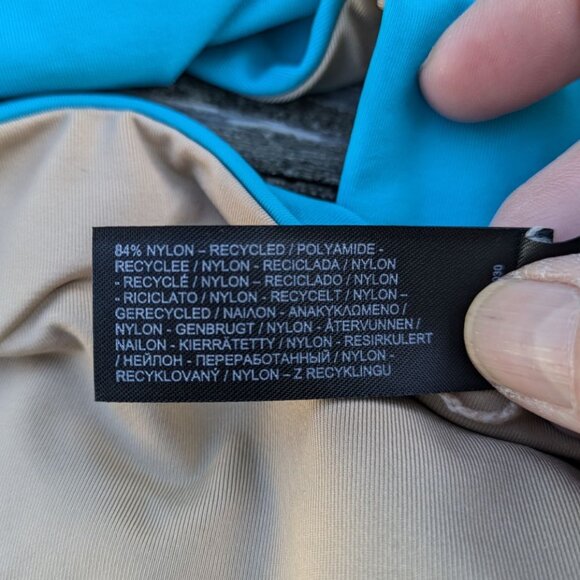 84% NYLON – RECYCLED / POLYAMIDE -
RECYCLEE / NYLON - RECICLADA / NYLON
- RECYCLÉ / NYLON – RECICLADO / NYLON
- RICICLATO / NYLON - RECYCELT / NYLON–
GERECYCLED / ΝΑΙΛΟΝ - ΑΝΑΚΥΚΛΩΜΕΝΟ /
NYLON - GENBRUGT / NYLON - ÅTERVUNNEN /
NAILON - KIERRÄTETTY / NYLON - RESIRKULERT
/ НЕЙЛОН - ПЕРЕРАБОТАННЫЙ / NYLON -
RECYKLOVANÝ / NYLON – Z RECYKLINGU